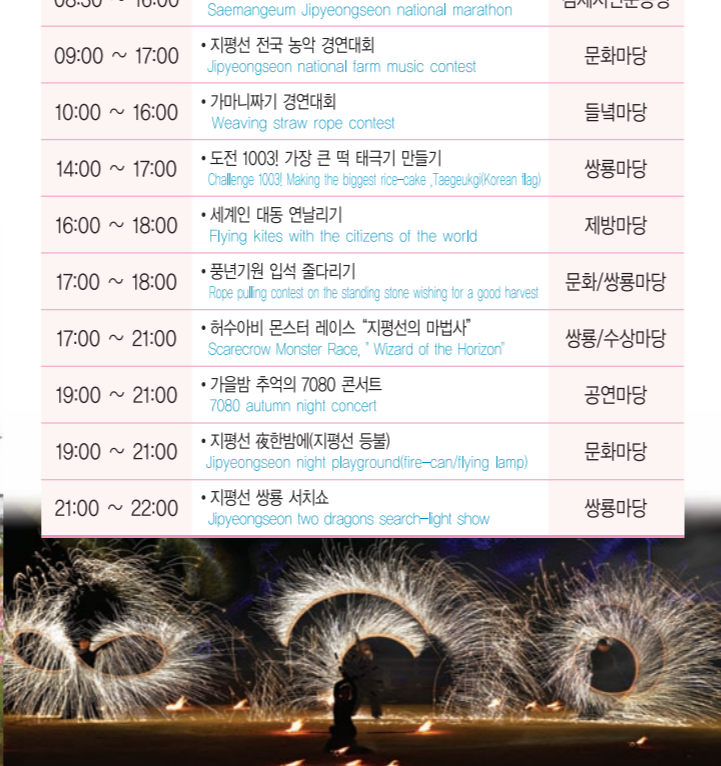 Saemangeum Jipyeongseon national marathon
09:00 ~ 17:00
• 지평선 전국 농악 경연대회
Jipyeongseon national farm music contest
문화마당
10:00 ~ 16:00
• 가마니짜기 경연대회
Weaving straw rope contest
들녘마당
14:00 ~ 17:00
• 도전 1003! 가장 큰 떡 태극기 만들기
Challenge 1003! Making the biggest rice-cake ,Taegeukgi(Korean flag)
쌍룡마당
16:00 ~ 18:00
• 세계인 대동 연날리기
Flying kites with the citizens of the world
제방마당
17:00 ~ 18:00
• 풍년기원 입석 줄다리기
Rope pulling contest on the standing stone wishing for a good harvest
문화/쌍룡마당
17:00 ~ 21:00
• 허수아비 몬스터 레이스 “지평선의 마법사”
Scarecrow Monster Race, " Wizard of the Horizon"
쌍룡/수상마당
19:00 ~ 21:00
• 가을밤 추억의 7080 콘서트
7080 autumn night concert
공연마당
19:00 ~ 21:00
• 지평선 夜한밤에(지평선 등불)
Jipyeongseon night playground(fire-can/flying lamp)
문화마당
21:00 ~ 22:00
• 지평선 쌍룡 서치쇼
Jipyeongseon two dragons search-light show
쌍룡마당